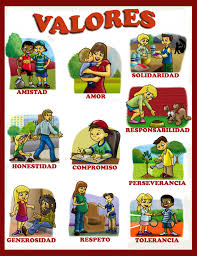 VALORES
AMISTAD
AMOR
SOLIDARIDAD
HONESTIDAD
COMPROMISO
RESPONSABILIDAD
PERSEVERANCIA
GENEROSIDAD
RESPETO
TOLERANCIA